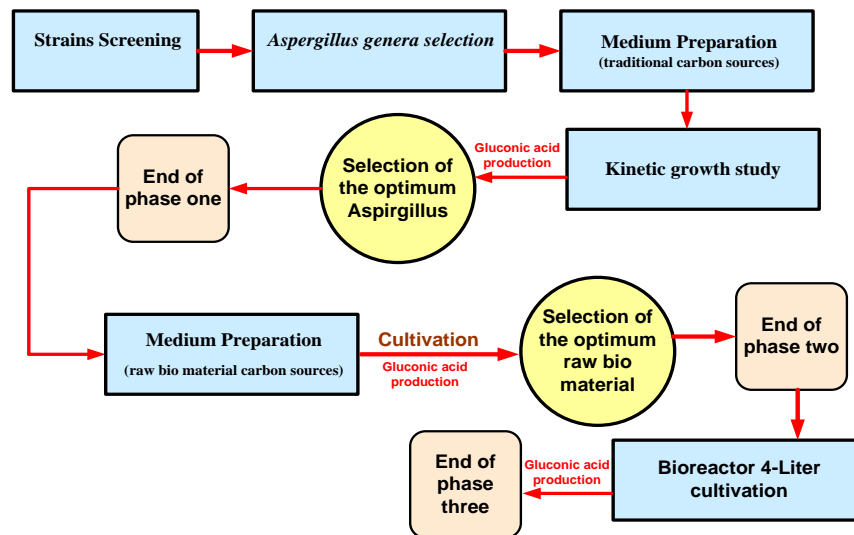 Strains Screening
Aspergillus genera selection
Medium Preparation
(traditional carbon sources)
Kinetic growth study
Gluconic acid
production
Selection of
the optimum
Aspirgillus
End of
phase one
Medium Preparation
(raw bio material carbon sources)
Cultivation
Gluconic acid
production
Selection of
the optimum
raw bio
material
End of
phase two
Bioreactor 4-Liter
cultivation
Gluconic acid
production
End of
phase
three